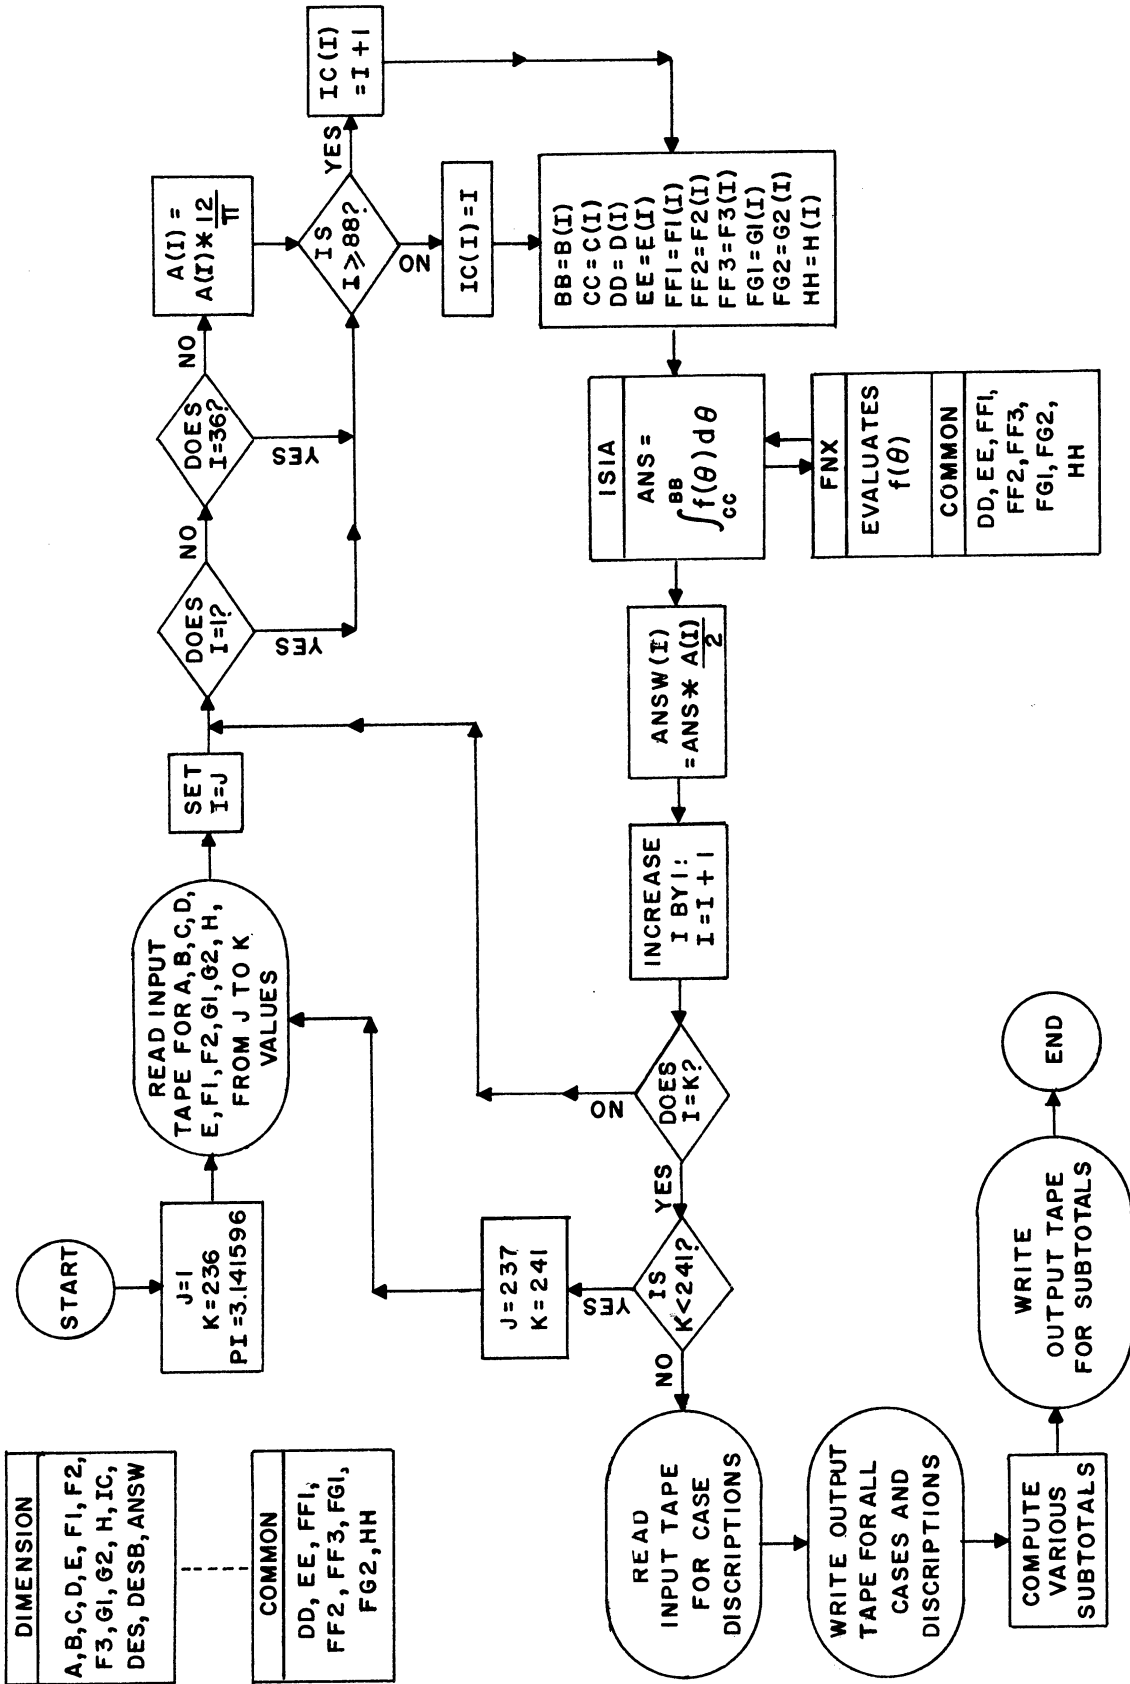 DIMENSION
A,B,C,D,E,F1,F2,
F3,G1,G2,H,IC,
DES,DESB,ANSW
COMMON
DD,EE,FF1,
FF2,FF3,FG1,
FG2,HH
START
J=1
K=236
PI=3.141596
READ INPUT
TAPE FOR A,B,C,D,
E,F1,F2,G1,G2,H,
FROM J TO K
VALUES
SET
I=J
DOES
I=1?
NO
YES
DOES
I=36?
NO
YES
A(I)=
A(I)*12
π
IS
I≥88?
YES
NO
IC(I)
=I+1
IC(I)=I
BB=B(I)
CC=C(I)
DD=D(I)
EE=E(I)
FF1=F1(I)
FF2=F2(I)
FF3=F3(I)
FG1=G1(I)
FG2=G2(I)
HH=H(I)
ISIA
ANS=
BB
∫f(θ)dθ
CC
FNX
EVALUATES
f(θ)
COMMON
DD,EE,FF1,
FF2,FF3,
FG1,FG2,
HH
ANSW(I)
=ANS*A(I)
2
INCREASE
I BY 1:
I=I+1
DOES
I=K?
NO
YES
IS
K<241?
YES
NO
J=237
K=241
READ
INPUT TAPE
FOR CASE
DISCRIPTIONS
WRITE OUTPUT
TAPE FOR ALL
CASES AND
DISCRIPTIONS
COMPUTE
VARIOUS
SUBTOTALS
WRITE
OUTPUT TAPE
FOR SUBTOTALS
END